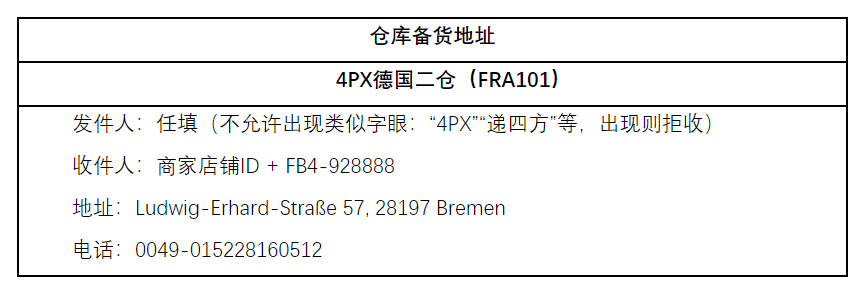 仓库备货地址
4PX德国二仓（FRA101）
发件人：任填（不允许出现类似字眼：“4PX”“递四方”等，出现则拒收）
收件人：商家店铺ID + FB4-928888
地址：Ludwig-Erhard-Straße 57, 28197 Bremen
电话：0049-015228160512